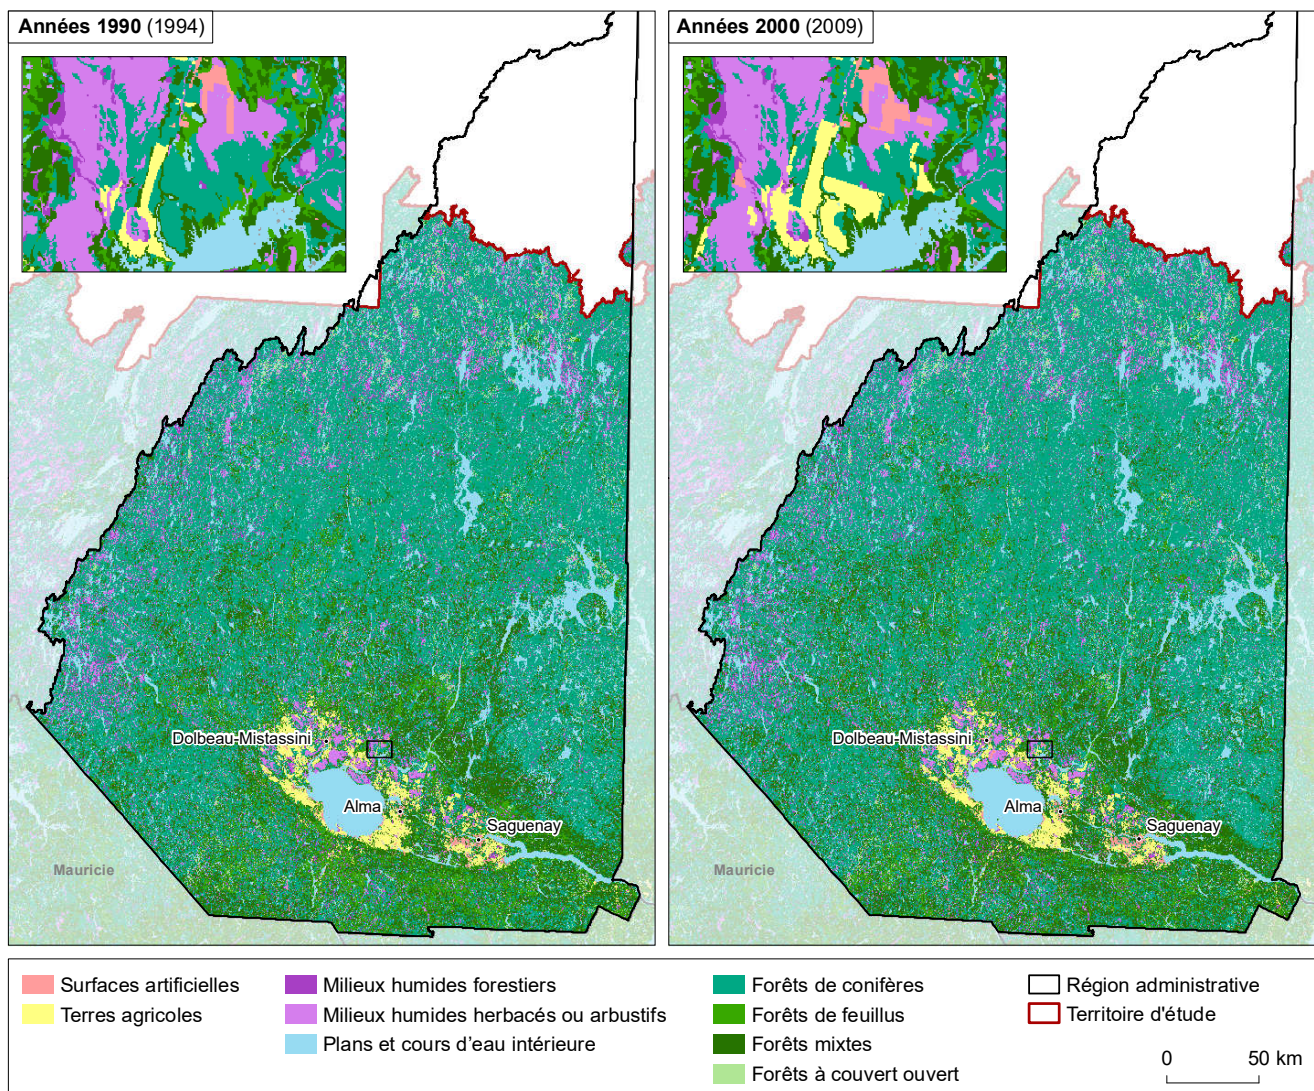 Années 1990 (1994)
Années 2000 (2009)
Dolbeau-Mistassini
Alma
Saguenay
Mauricie
Dolbeau-Mistassini
Alma
Saguenay
Mauricie
Surfaces artificielles
Terres agricoles
Milieux humides forestiers
Milieux humides herbacés ou arbustifs
Plans et cours d'eau intérieure
Forêts de conifères
Forêts de feuillus
Forêts mixtes
Forêts à couvert ouvert
Région administrative
Territoire d'étude
0 50 km